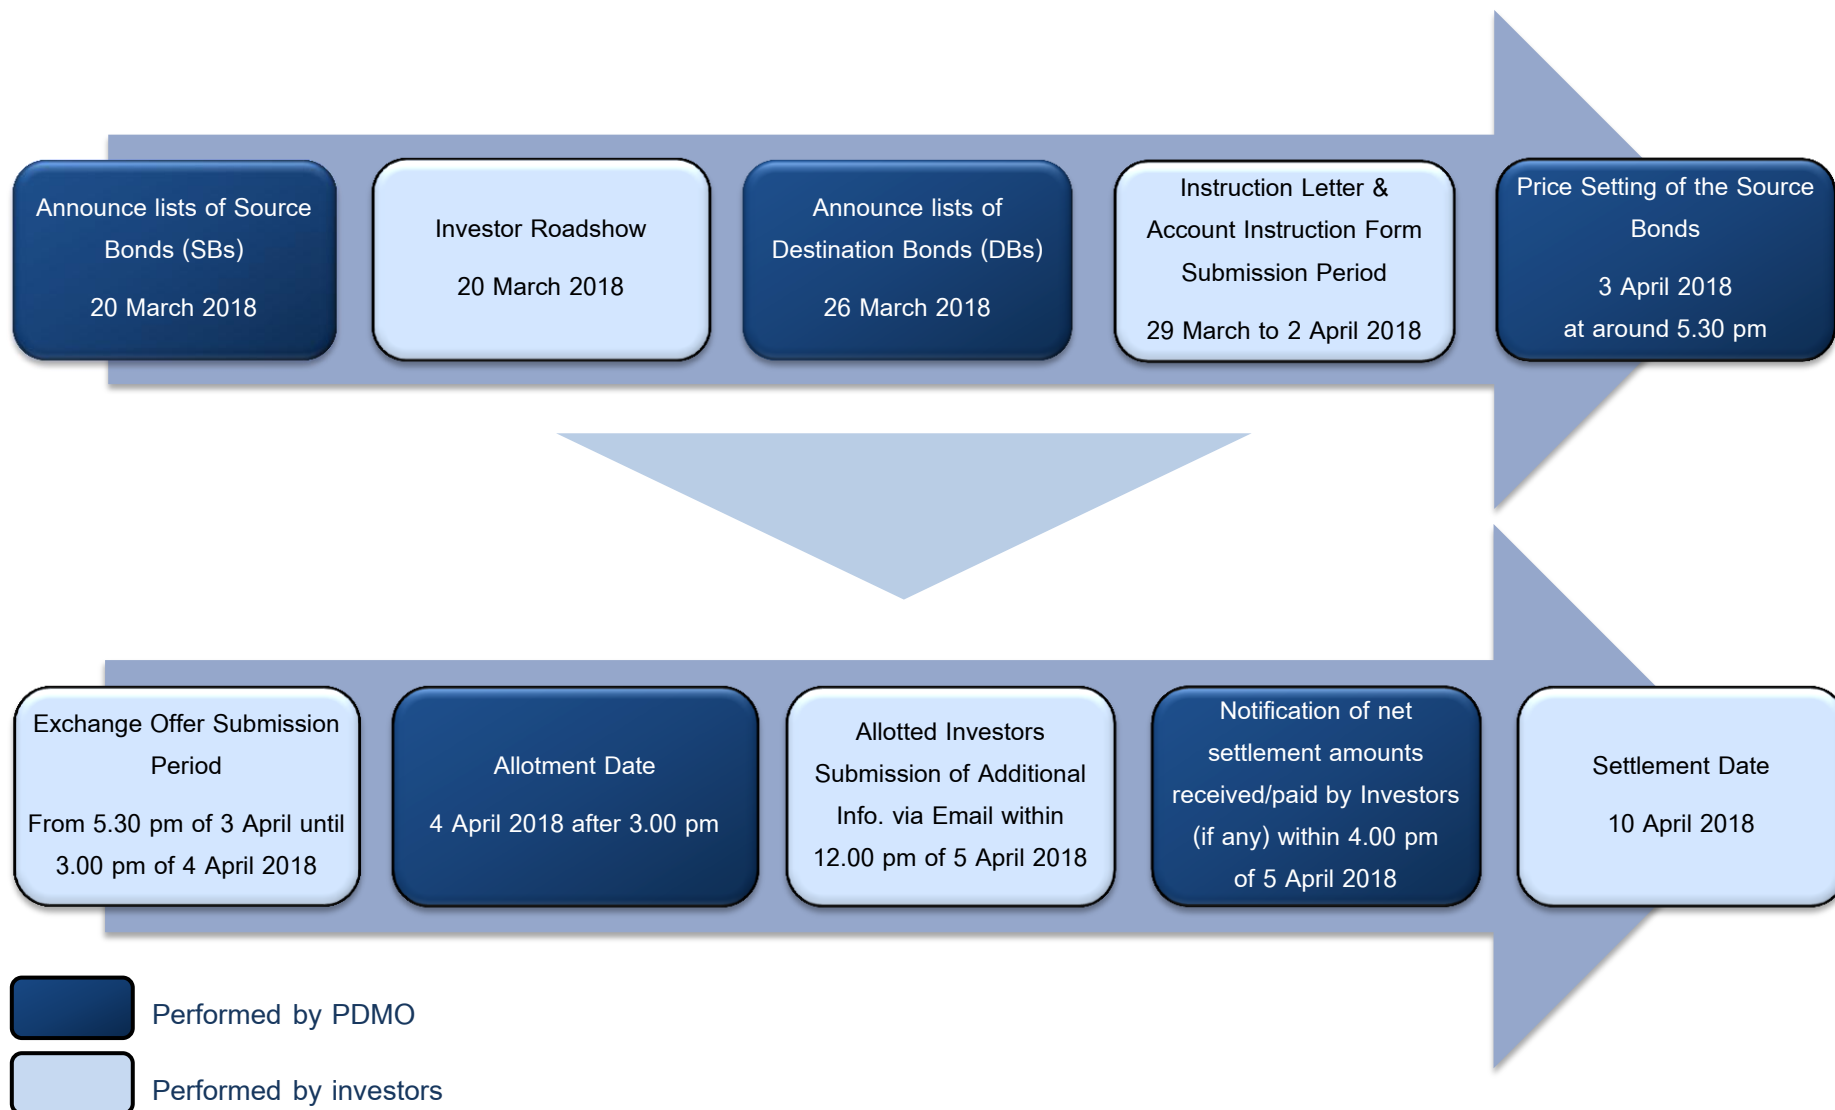 Announce lists of Source
Bonds (SBs)
20 March 2018
Investor Roadshow
20 March 2018
Announce lists of
Destination Bonds (DBs)
26 March 2018
Instruction Letter &
Account Instruction Form
Submission Period
29 March to 2 April 2018
Price Setting of the Source
Bonds
3 April 2018
at around 5.30 pm
Exchange Offer Submission
Period
From 5.30 pm of 3 April until
3.00 pm of 4 April 2018
Allotment Date
4 April 2018 after 3.00 pm
Allotted Investors
Submission of Additional
Info. via Email within
12.00 pm of 5 April 2018
Notification of net
settlement amounts
received/paid by Investors
(if any) within 4.00 pm
of 5 April 2018
Settlement Date
10 April 2018
Performed by PDMO
Performed by investors